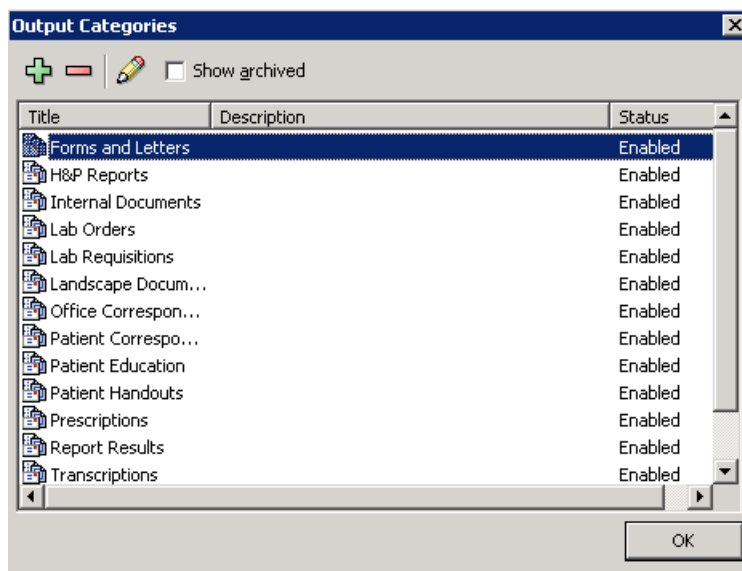 Output Categories
Show archived
Title Description Status
Forms and Letters Enabled
H&P Reports Enabled
Internal Documents Enabled
Lab Orders Enabled
Lab Requisitions Enabled
Landscape Docum... Enabled
Office Correspon... Enabled
Patient Correspo... Enabled
Patient Education Enabled
Patient Handouts Enabled
Prescriptions Enabled
Report Results Enabled
Transcriptions Enabled
OK